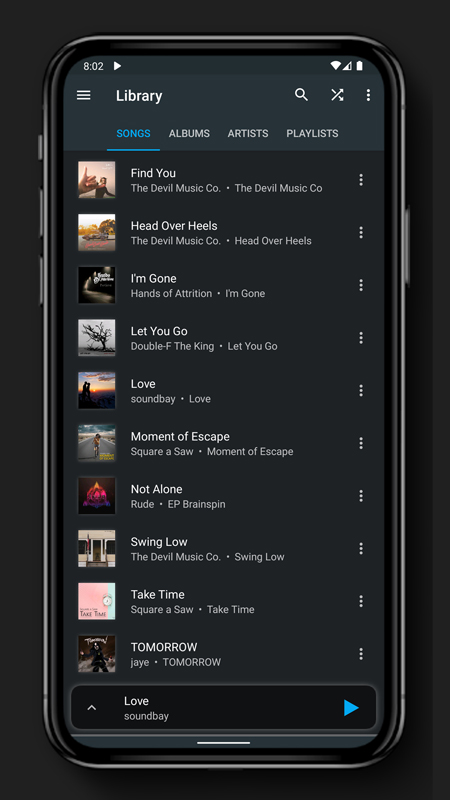 8:02
Library
SONGS ALBUMS ARTISTS PLAYLISTS
Find You
The Devil Music Co. • The Devil Music Co
Head Over Heels
The Devil Music Co. • Head Over Heels
I'm Gone
Hands of Attrition • I'm Gone
Let You Go
Double-F The King • Let You Go
Love
soundbay • Love
Moment of Escape
Square a Saw • Moment of Escape
Not Alone
Rude • EP Brainspin
Swing Low
The Devil Music Co. • Swing Low
TAKE TIME
Take Time
Square a Saw • Take Time
TOMORROW
jaye • TOMORROW
Love
soundbay